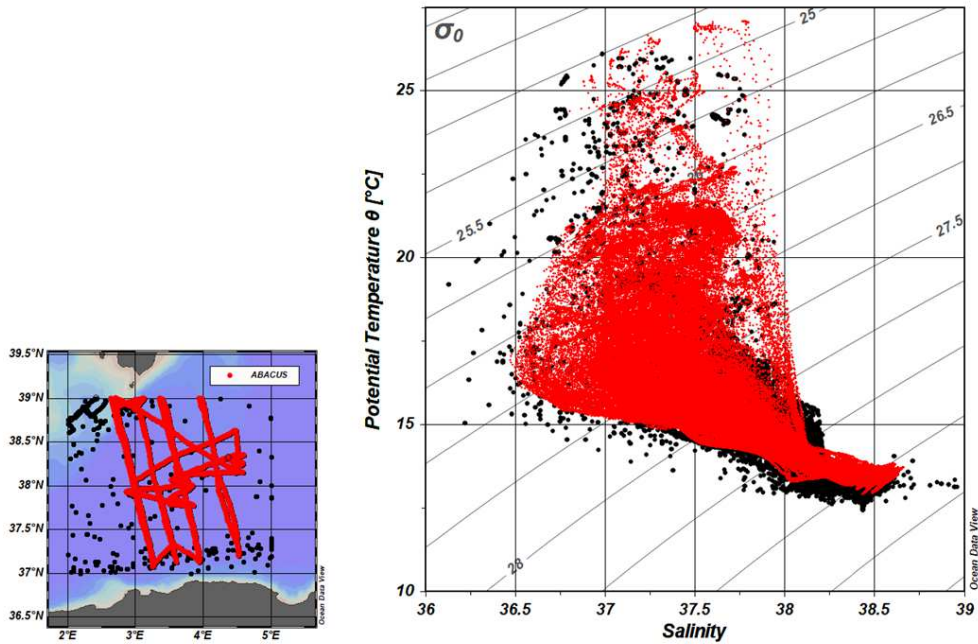 39.5°N
39°N
38.5°N
38°N
37.5°N
37°N
36.5°N
2°E
3°E
4°E
5°E
ABACUS
Ocean Data View
σ0
Potential Temperature θ [°C]
25
20
15
10
36
36.5
37
37.5
38
38.5
39
Salinity
25
25.5
26
26.5
27.5
28
Ocean Data View